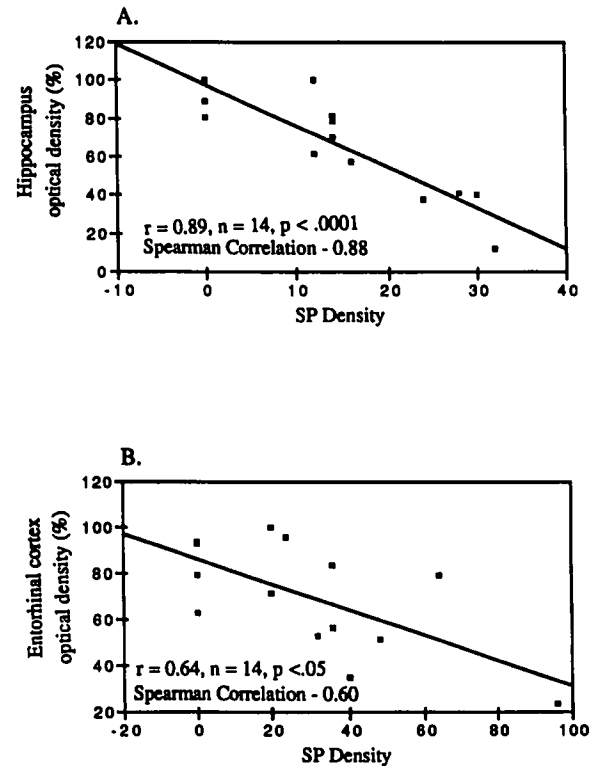 A.
Hippocampus
optical density (%)
120
100
80
60
40
20
0
r = 0.89, n = 14, p < .0001
Spearman Correlation - 0.88
-10 0 10 20 30 40
SP Density
B.
Entorhinal cortex
optical density (%)
120
100
80
60
40
20
r = 0.64, n = 14, p <.05
Spearman Correlation - 0.60
-20 0 20 40 60 80 100
SP Density